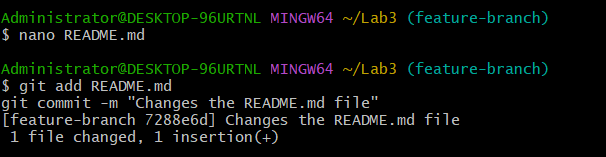 Administrator@DESKTOP-96URTNL MINGW64 ~/Lab3 (feature-branch)
$ nano README.md
Administrator@DESKTOP-96URTNL MINGW64 ~/Lab3 (feature-branch)
$ git add README.md
git commit -m "Changes the README.md file"
[feature-branch 7288e6d] Changes the README.md file
 1 file changed, 1 insertion(+)